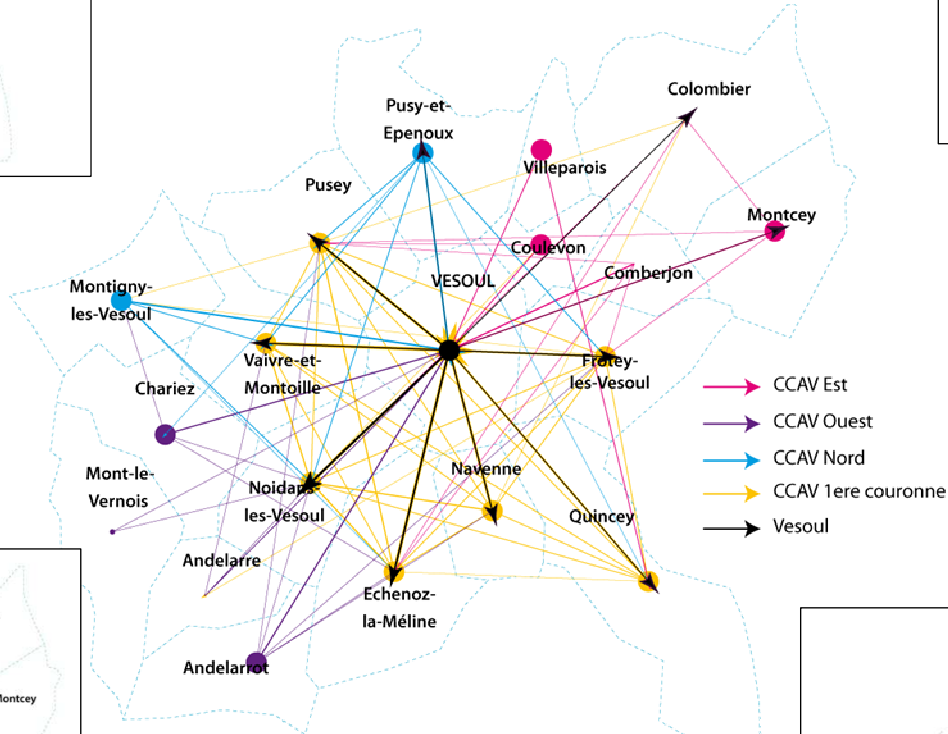 Colombier
Pusy-et-
Epenoux
Villeparois
Pusey
Montcey
Coulevon
Comberjon
VESOUL
Montigny-
les-Vesoul
Vaivre-et-
Montoille
Frotey-
les-Vesoul
Chariez
CCAV Est
CCAV Ouest
CCAV Nord
CCAV 1ere couronne
Vesoul
Mont-le-
Vernois
Navenne
Noidans-
les-Vesoul
Quincey
Andelarre
Echenoz-
la-Méline
Andelarrot
Montcey